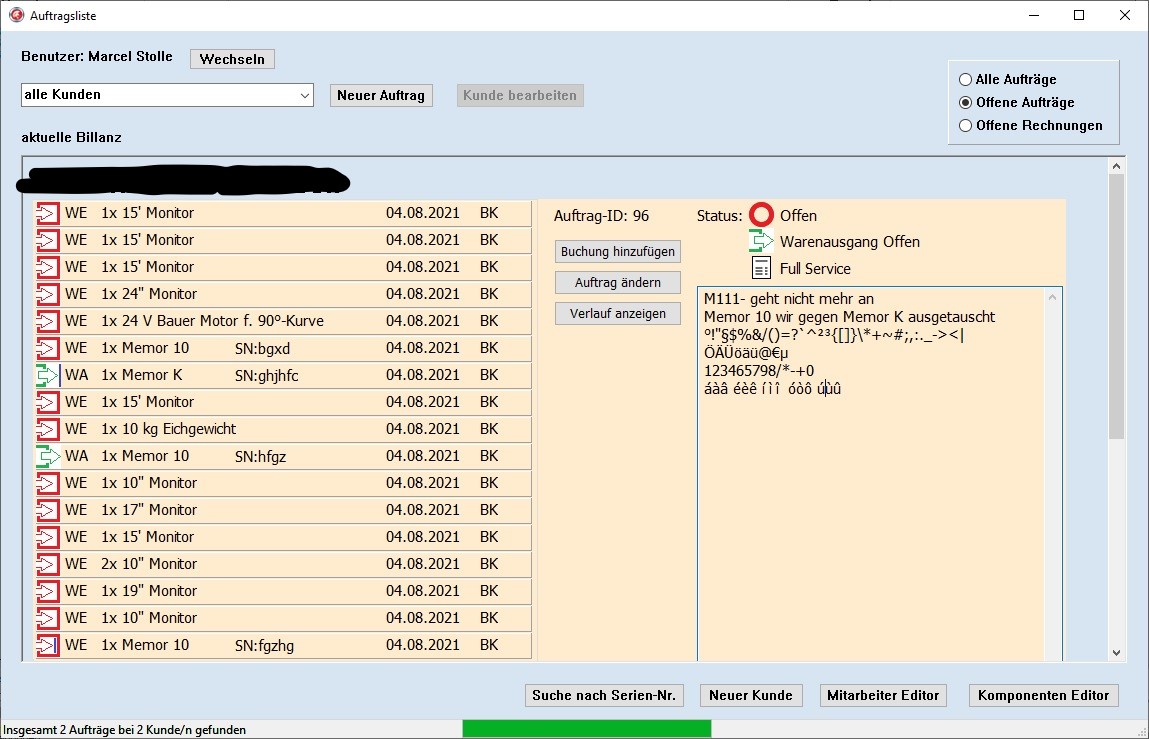 Auftragsliste
Benutzer: Marcel Stolle Wechseln
alle Kunden Neuer Auftrag Kunde bearbeiten
Alle Aufträge
Offene Aufträge
Offene Rechnungen
aktuelle Billanz
WE 1x 15' Monitor 04.08.2021 BK
WE 1x 15' Monitor 04.08.2021 BK
WE 1x 15' Monitor 04.08.2021 BK
WE 1x 24" Monitor 04.08.2021 BK
WE 1x 24 V Bauer Motor f. 90°-Kurve 04.08.2021 BK
WE 1x Memor 10 SN:bgxd 04.08.2021 BK
WA 1x Memor K SN:ghjhfc 04.08.2021 BK
WE 1x 15' Monitor 04.08.2021 BK
WE 1x 10 kg Eichgewicht 04.08.2021 BK
WA 1x Memor 10 SN:hfgz 04.08.2021 BK
WE 1x 10" Monitor 04.08.2021 BK
WE 1x 17" Monitor 04.08.2021 BK
WE 1x 15' Monitor 04.08.2021 BK
WE 2x 10" Monitor 04.08.2021 BK
WE 1x 19" Monitor 04.08.2021 BK
WE 1x 10" Monitor 04.08.2021 BK
WE 1x Memor 10 SN:fgzhg 04.08.2021 BK
Auftrag-ID: 96 Status: Offen
Warenausgang Offen
Full Service
Buchung hinzufügen
Auftrag ändern
Verlauf anzeigen
M111- geht nicht mehr an
Memor 10 wir gegen Memor K ausgetauscht
°!"§$%&/()=?`^²³{[]}\*+~#;,:._-><|
ÖÄÜöäü@€µ
123465798/*-+0
áàâ éèê íìî óòô úùû
Suche nach Serien-Nr. Neuer Kunde Mitarbeiter Editor Komponenten Editor
Insgesamt 2 Aufträge bei 2 Kunde/n gefunden